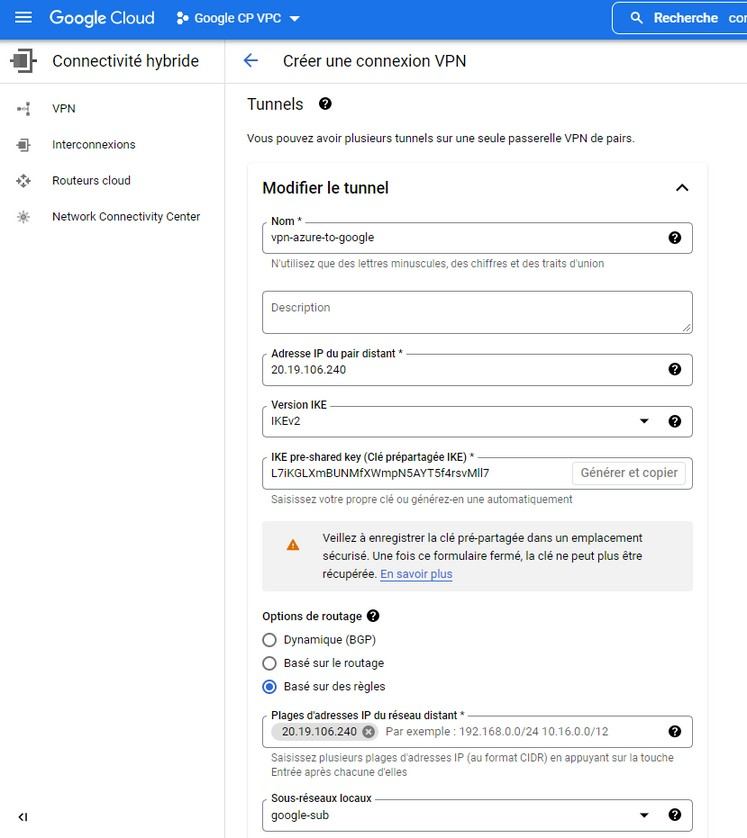 Google Cloud
Google CP VPC
Recherche
Connectivité hybride
Créer une connexion VPN
VPN
Interconnexions
Routeurs cloud
Network Connectivity Center
Tunnels
Vous pouvez avoir plusieurs tunnels sur une seule passerelle VPN de pairs.
Modifier le tunnel
Nom *
vpn-azure-to-google
N'utilisez que des lettres minuscules, des chiffres et des traits d'union
Description
Adresse IP du pair distant *
20.19.106.240
Version IKE
IKEv2
IKE pre-shared key (Clé prépartagée IKE) *
L7iKGLXmBUNMfXWmpN5AYT5f4rsvMll7
Générer et copier
Saisissez votre propre clé ou générez-en une automatiquement
Veillez à enregistrer la clé pré-partagée dans un emplacement
sécurisé. Une fois ce formulaire fermé, la clé ne peut plus être
récupérée. En savoir plus
Options de routage
Dynamique (BGP)
Basé sur le routage
Basé sur des règles
Plages d'adresses IP du réseau distant *
20.19.106.240
Par exemple : 192.168.0.0/24 10.16.0.0/12
Saisissez plusieurs plages d'adresses IP (au format CIDR) en appuyant sur la touche
Entrée après chacune d'elles
Sous-réseaux locaux
google-sub